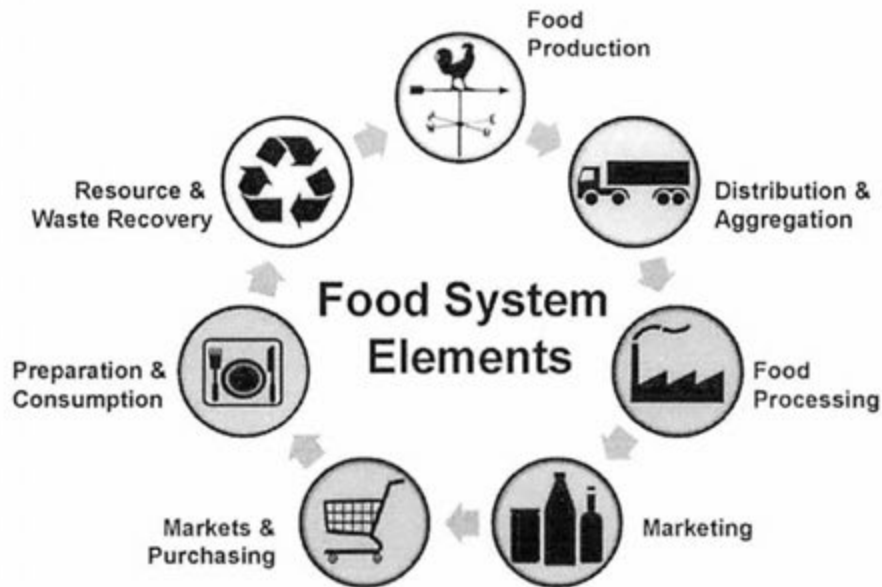 Food
Production
Distribution &
Aggregation
Food
Processing
Marketing
Markets &
Purchasing
Preparation &
Consumption
Resource &
Waste Recovery
Food System
Elements